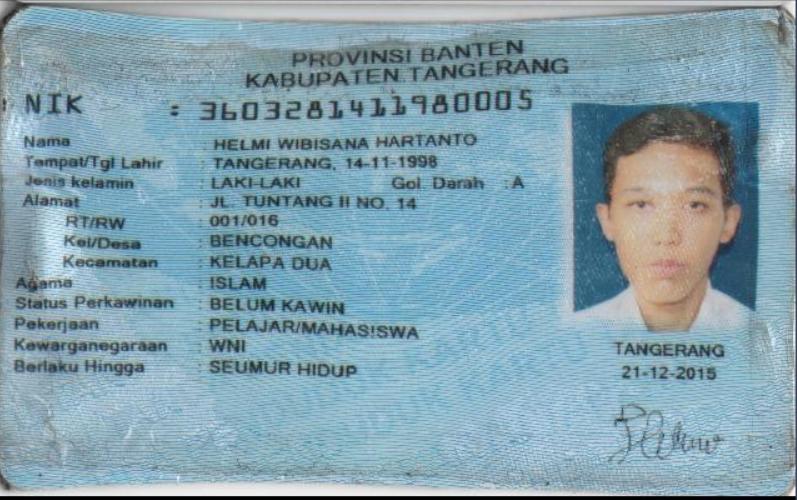 PROVINSI BANTEN
KABUPATEN TANGERANG
NIK : 3603281411980005
Nama : HELMI WIBISANA HARTANTO
Tempat/Tgl Lahir : TANGERANG, 14-11-1998
Jenis kelamin : LAKI-LAKI Gol. Darah : A
Alamat : JL. TUNTANG II NO. 14
RT/RW : 001/016
Kel/Desa : BENCONGAN
Kecamatan : KELAPA DUA
Agama : ISLAM
Status Perkawinan : BELUM KAWIN
Pekerjaan : PELAJAR/MAHASISWA
Kewarganegaraan : WNI
Berlaku Hingga : SEUMUR HIDUP
TANGERANG
21-12-2015